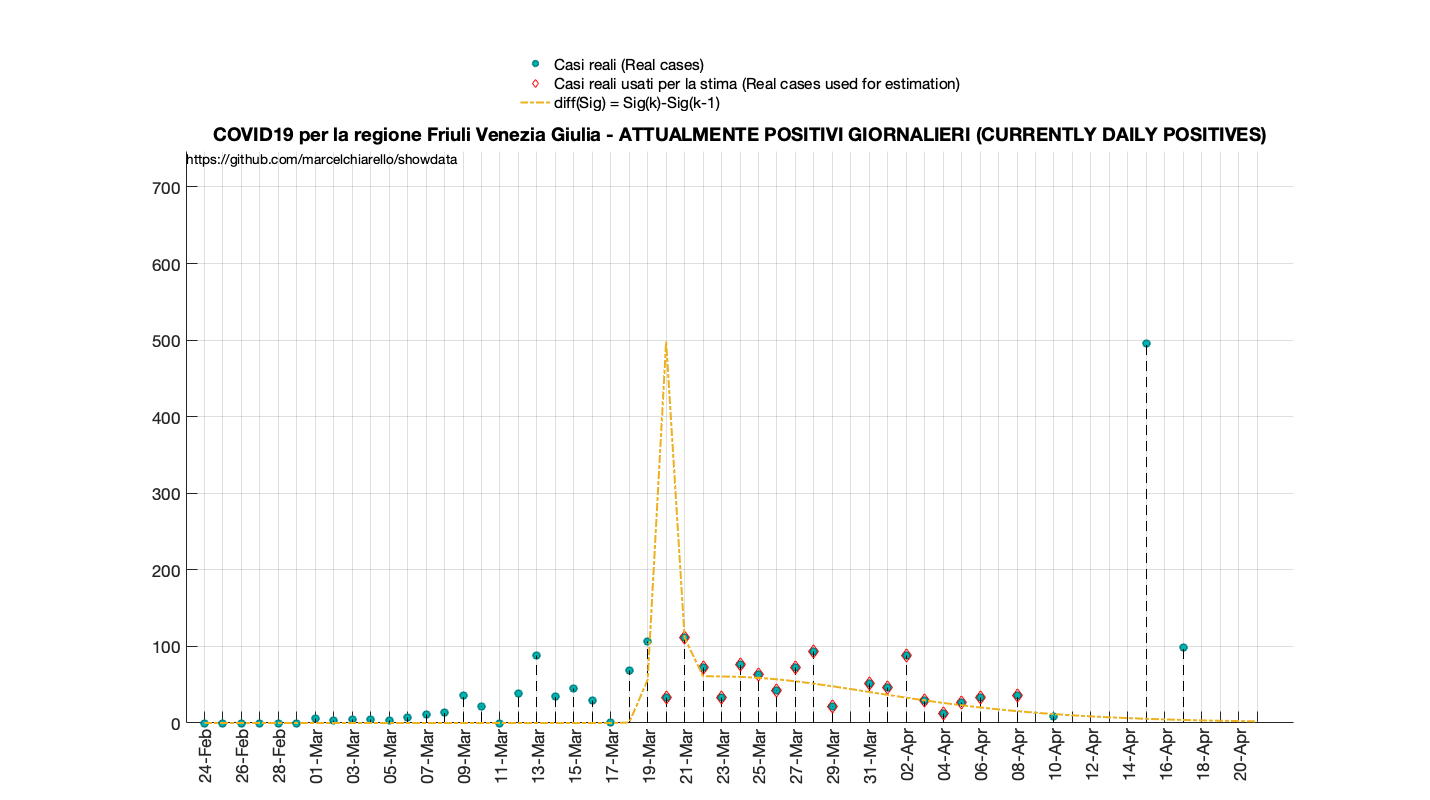 Casi reali (Real cases)
Casi reali usati per la stima (Real cases used for estimation)
diff(Sig) = Sig(k)-Sig(k-1)
COVID19 per la regione Friuli Venezia Giulia - ATTUALMENTE POSITIVI GIORNALIERI (CURRENTLY DAILY POSITIVES)
https://github.com/marcelchiarello/showdata
700
600
500
400
300
200
100
0
24-Feb
26-Feb
28-Feb
01-Mar
03-Mar
05-Mar
07-Mar
09-Mar
11-Mar
13-Mar
15-Mar
17-Mar
19-Mar
21-Mar
23-Mar
25-Mar
27-Mar
29-Mar
31-Mar
02-Apr
04-Apr
06-Apr
08-Apr
10-Apr
12-Apr
14-Apr
16-Apr
18-Apr
20-Apr